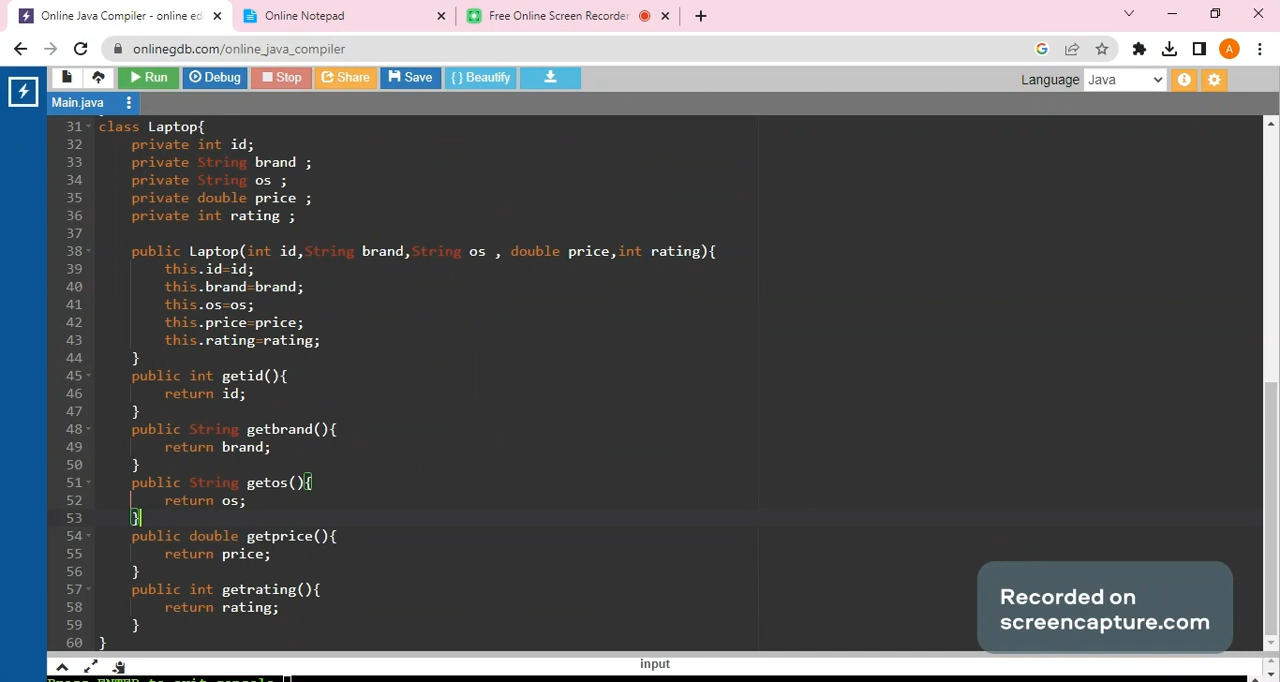 Online Java Compiler - online ed
Online Notepad
Free Online Screen Recorder
onlinegdb.com/online_java_compiler
A
Run
Debug
Stop
Share
Save
{ } Beautify
Language
Java
Main.java
31 class Laptop{
32 private int id;
33 private String brand ;
34 private String os ;
35 private double price ;
36 private int rating ;
37
38 public Laptop(int id,String brand,String os , double price,int rating){
39 this.id=id;
40 this.brand=brand;
41 this.os=os;
42 this.price=price;
43 this.rating=rating;
44 }
45 public int getid(){
46 return id;
47 }
48 public String getbrand(){
49 return brand;
50 }
51 public String getos(){
52 return os;
53 }
54 public double getprice(){
55 return price;
56 }
57 public int getrating(){
58 return rating;
59 }
60 }
Recorded on
screencapture.com
input
Press ENTER to exit console.